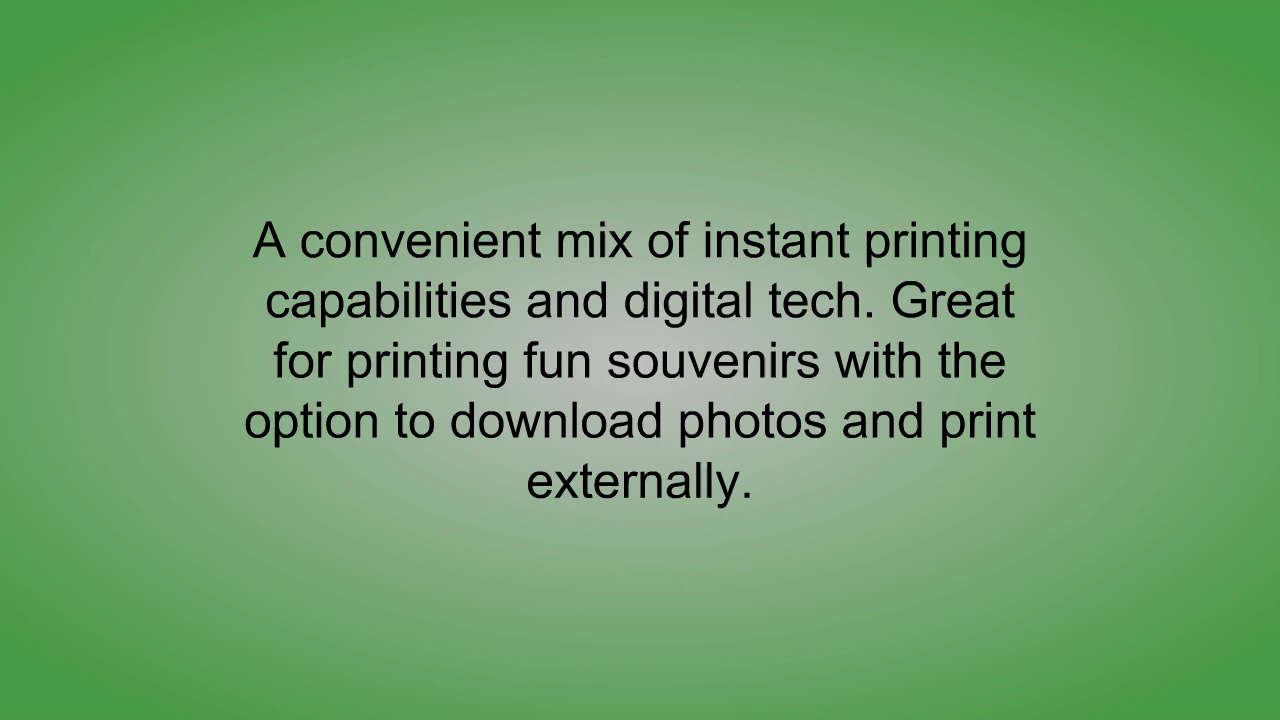 A convenient mix of instant printing
capabilities and digital tech. Great
for printing fun souvenirs with the
option to download photos and print
externally.